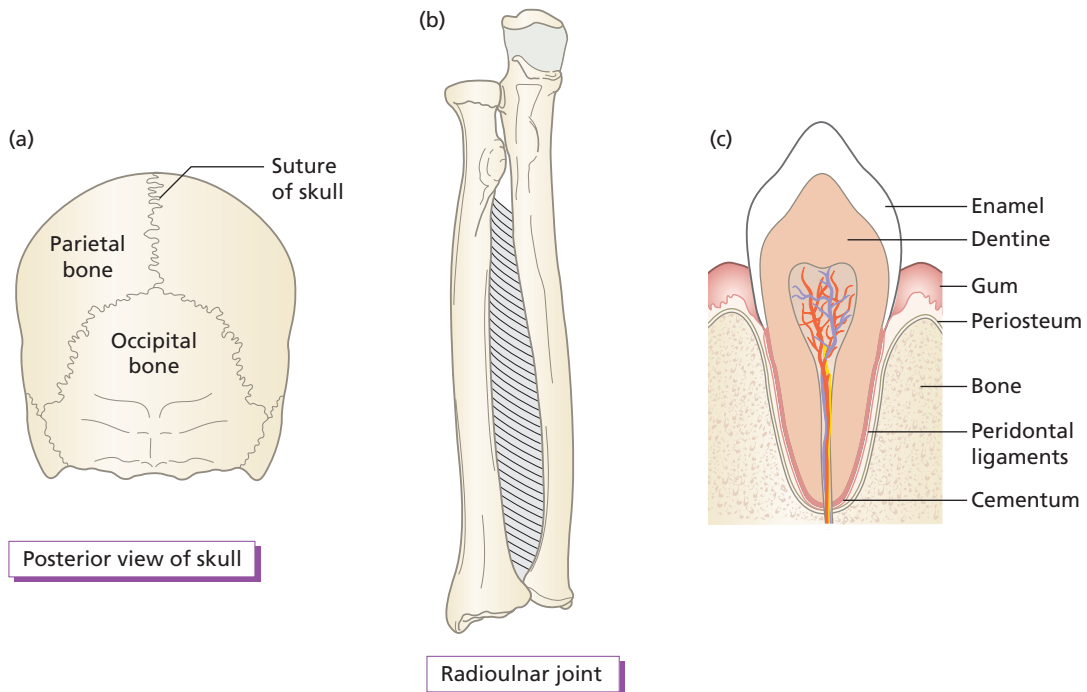 (a)
Suture
of skull
Parietal
bone
Occipital
bone
Posterior view of skull
(b)
Radioulnar joint
(c)
Enamel
Dentine
Gum
Periosteum
Bone
Peridontal
ligaments
Cementum